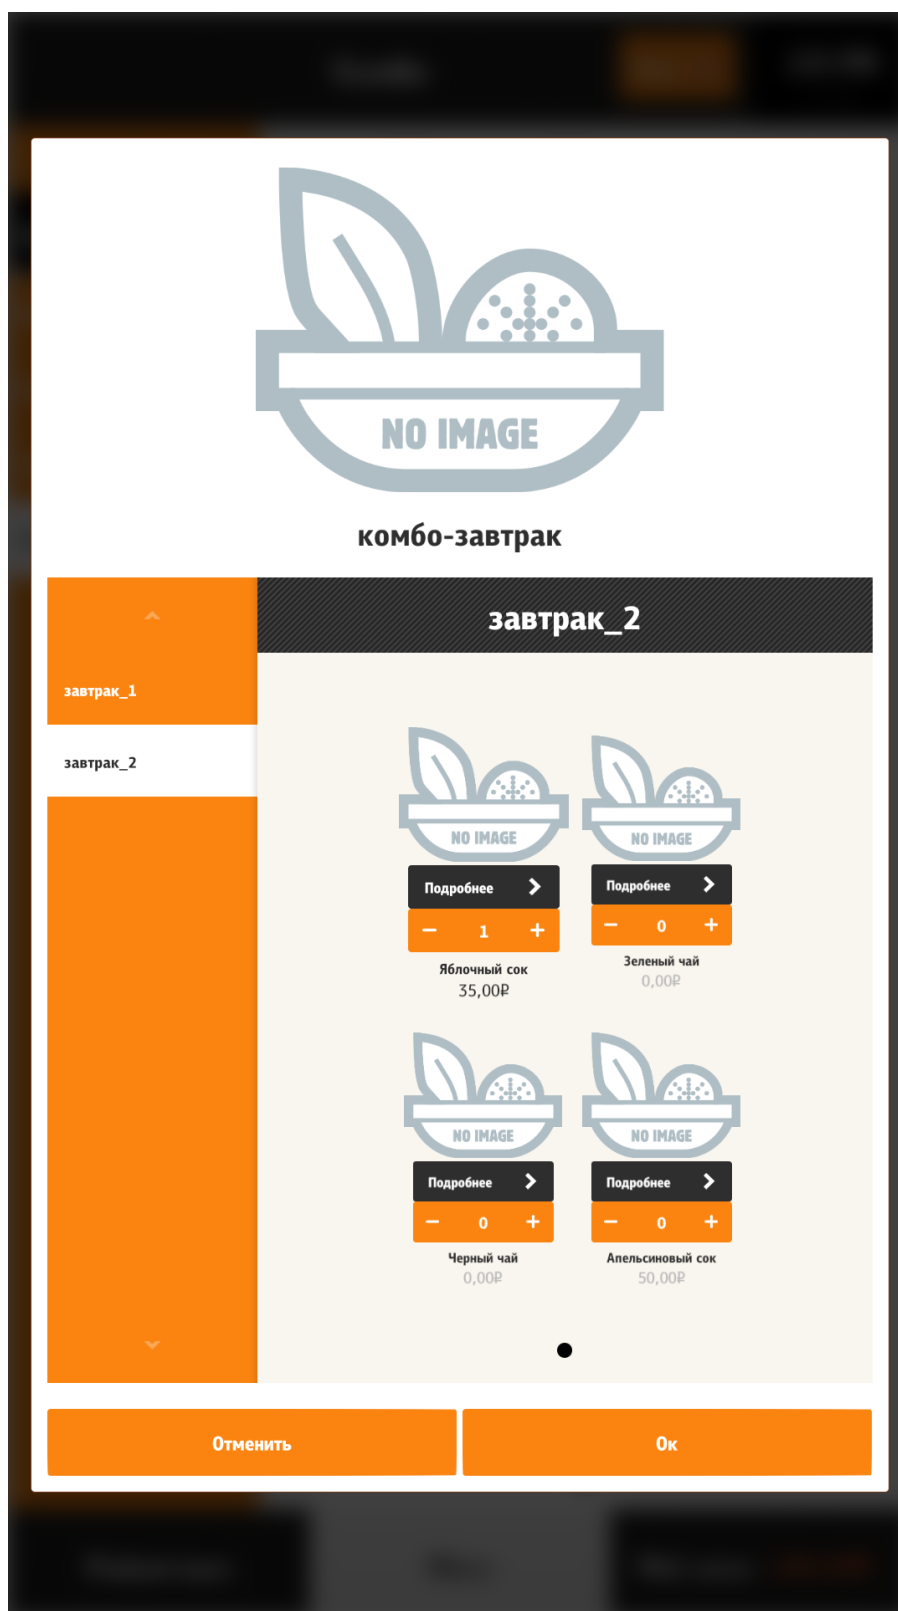 NO IMAGE
комбо-завтрак
завтрак_1
завтрак_2
завтрак_2
NO IMAGE
Подробнее
1
Яблочный сок
35,00₽
NO IMAGE
Подробнее
0
Зеленый чай
0,00₽
NO IMAGE
Подробнее
0
Черный чай
0,00₽
NO IMAGE
Подробнее
0
Апельсиновый сок
50,00₽
Отменить
Ок